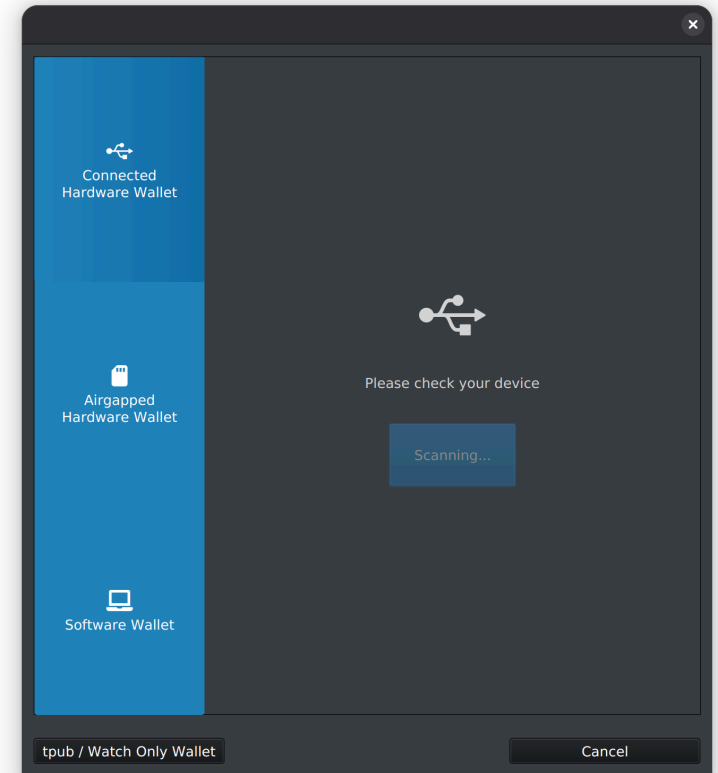 Connected
Hardware Wallet
Airgapped
Hardware Wallet
Software Wallet
Please check your device
Scanning...
tpub / Watch Only Wallet
Cancel